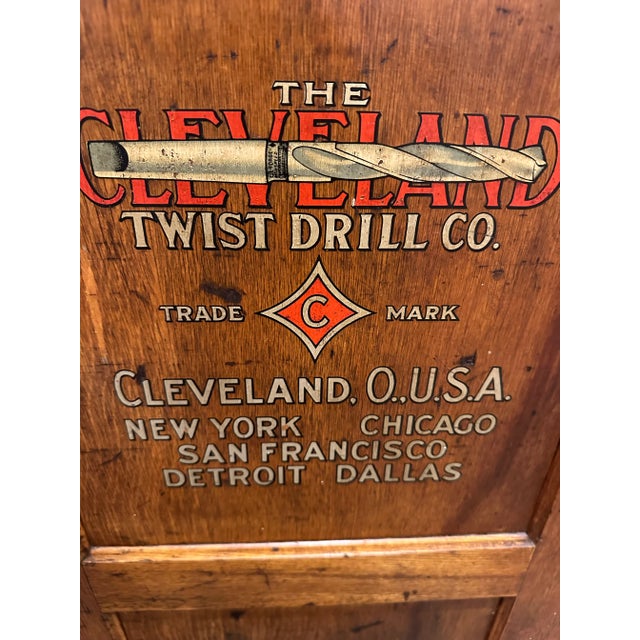 THE
CLEVELAND
TWIST DRILL CO.
TRADE C MARK
CLEVELAND, O., U.S.A.
NEW YORK CHICAGO
SAN FRANCISCO
DETROIT DALLAS